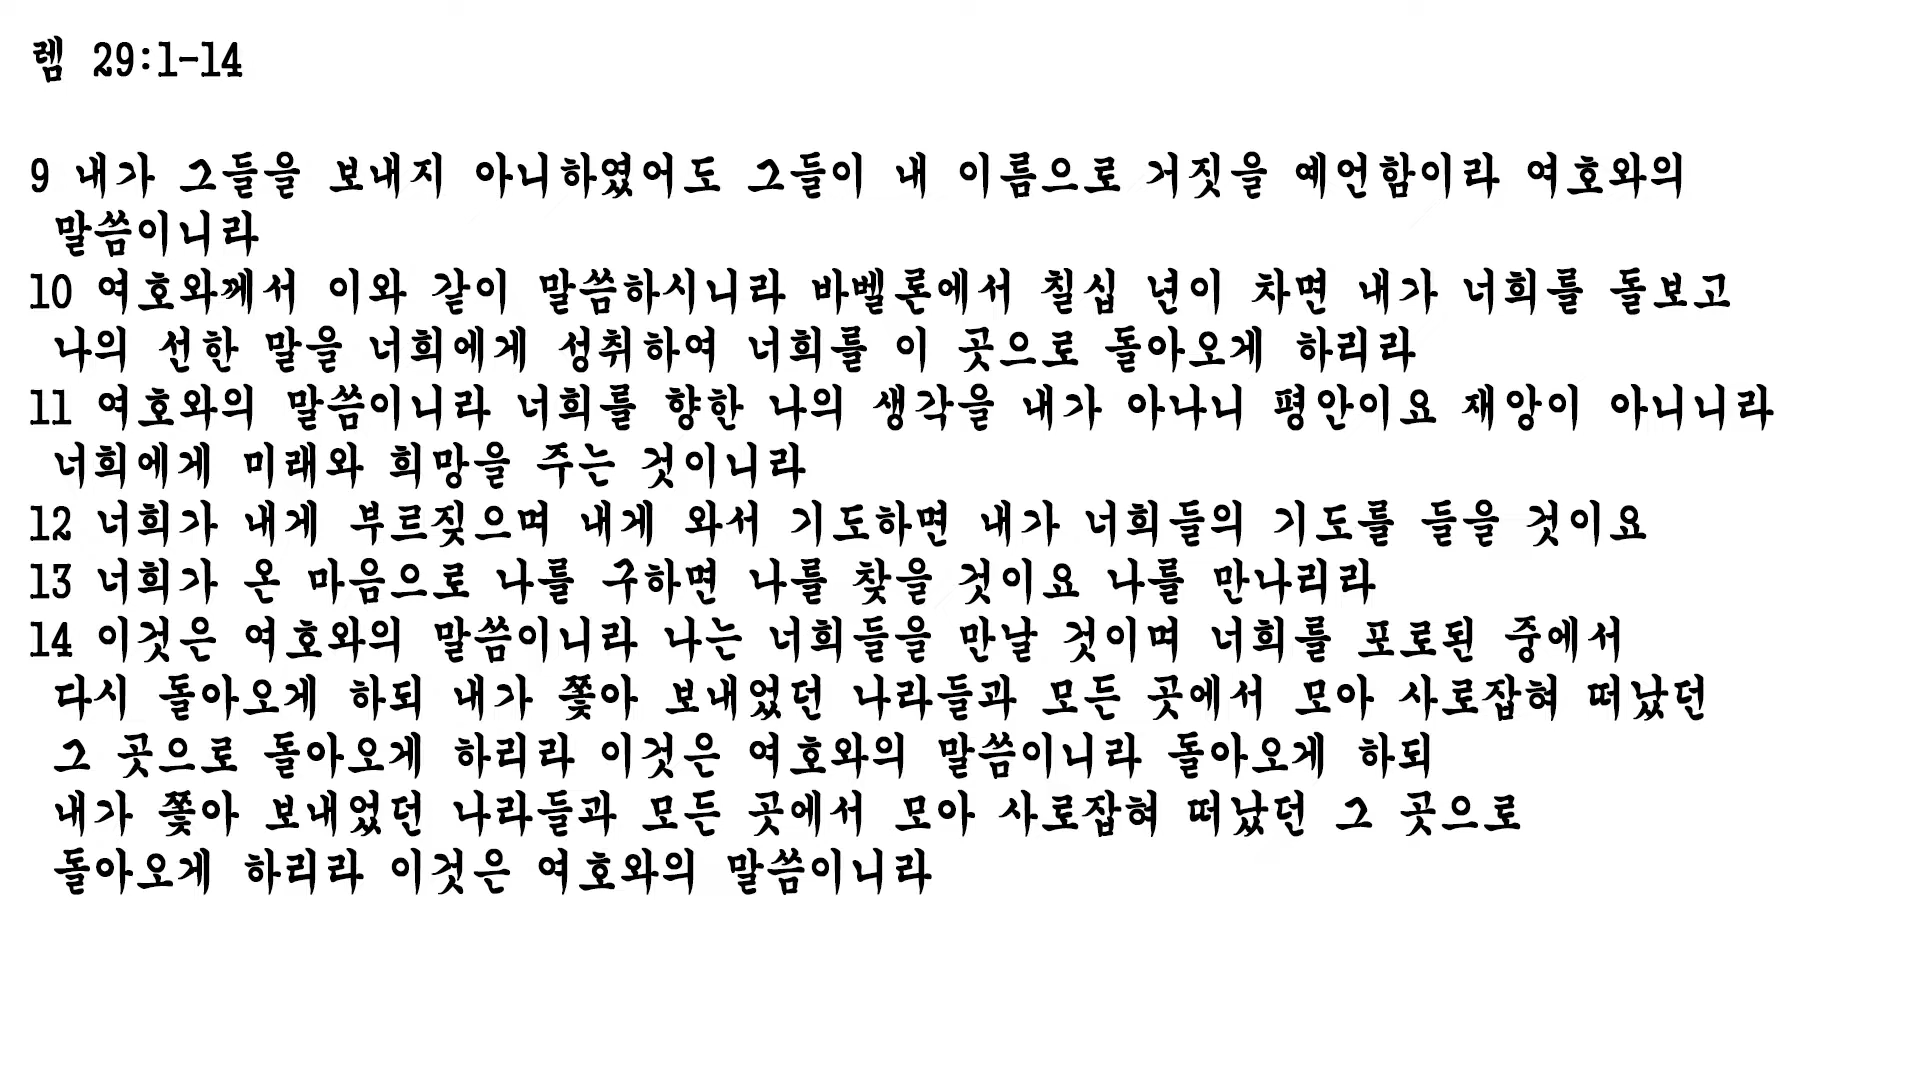 렘 29:1-14
9 내가 그들을 보내지 아니하였어도 그들이 내 이름으로 거짓을 예언함이라 여호와의
말씀이니라
10 여호와께서 이와 같이 말씀하시니라 바벨론에서 칠십 년이 차면 내가 너희를 돌보고
나의 선한 말을 너희에게 성취하여 너희를 이 곳으로 돌아오게 하리라
11 여호와의 말씀이니라 너희를 향한 나의 생각을 내가 아나니 평안이요 재앙이 아니니라
너희에게 미래와 희망을 주는 것이니라
12 너희가 내게 부르짖으며 내게 와서 기도하면 내가 너희들의 기도를 들을 것이요
13 너희가 온 마음으로 나를 구하면 나를 찾을 것이요 나를 만나리라
14 이것은 여호와의 말씀이니라 나는 너희들을 만날 것이며 너희를 포로된 중에서
다시 돌아오게 하되 내가 쫓아 보내었던 나라들과 모든 곳에서 모아 사로잡혀 떠났던
그 곳으로 돌아오게 하리라 이것은 여호와의 말씀이니라 돌아오게 하되
내가 쫓아 보내었던 나라들과 모든 곳에서 모아 사로잡혀 떠났던 그 곳으로
돌아오게 하리라 이것은 여호와의 말씀이니라